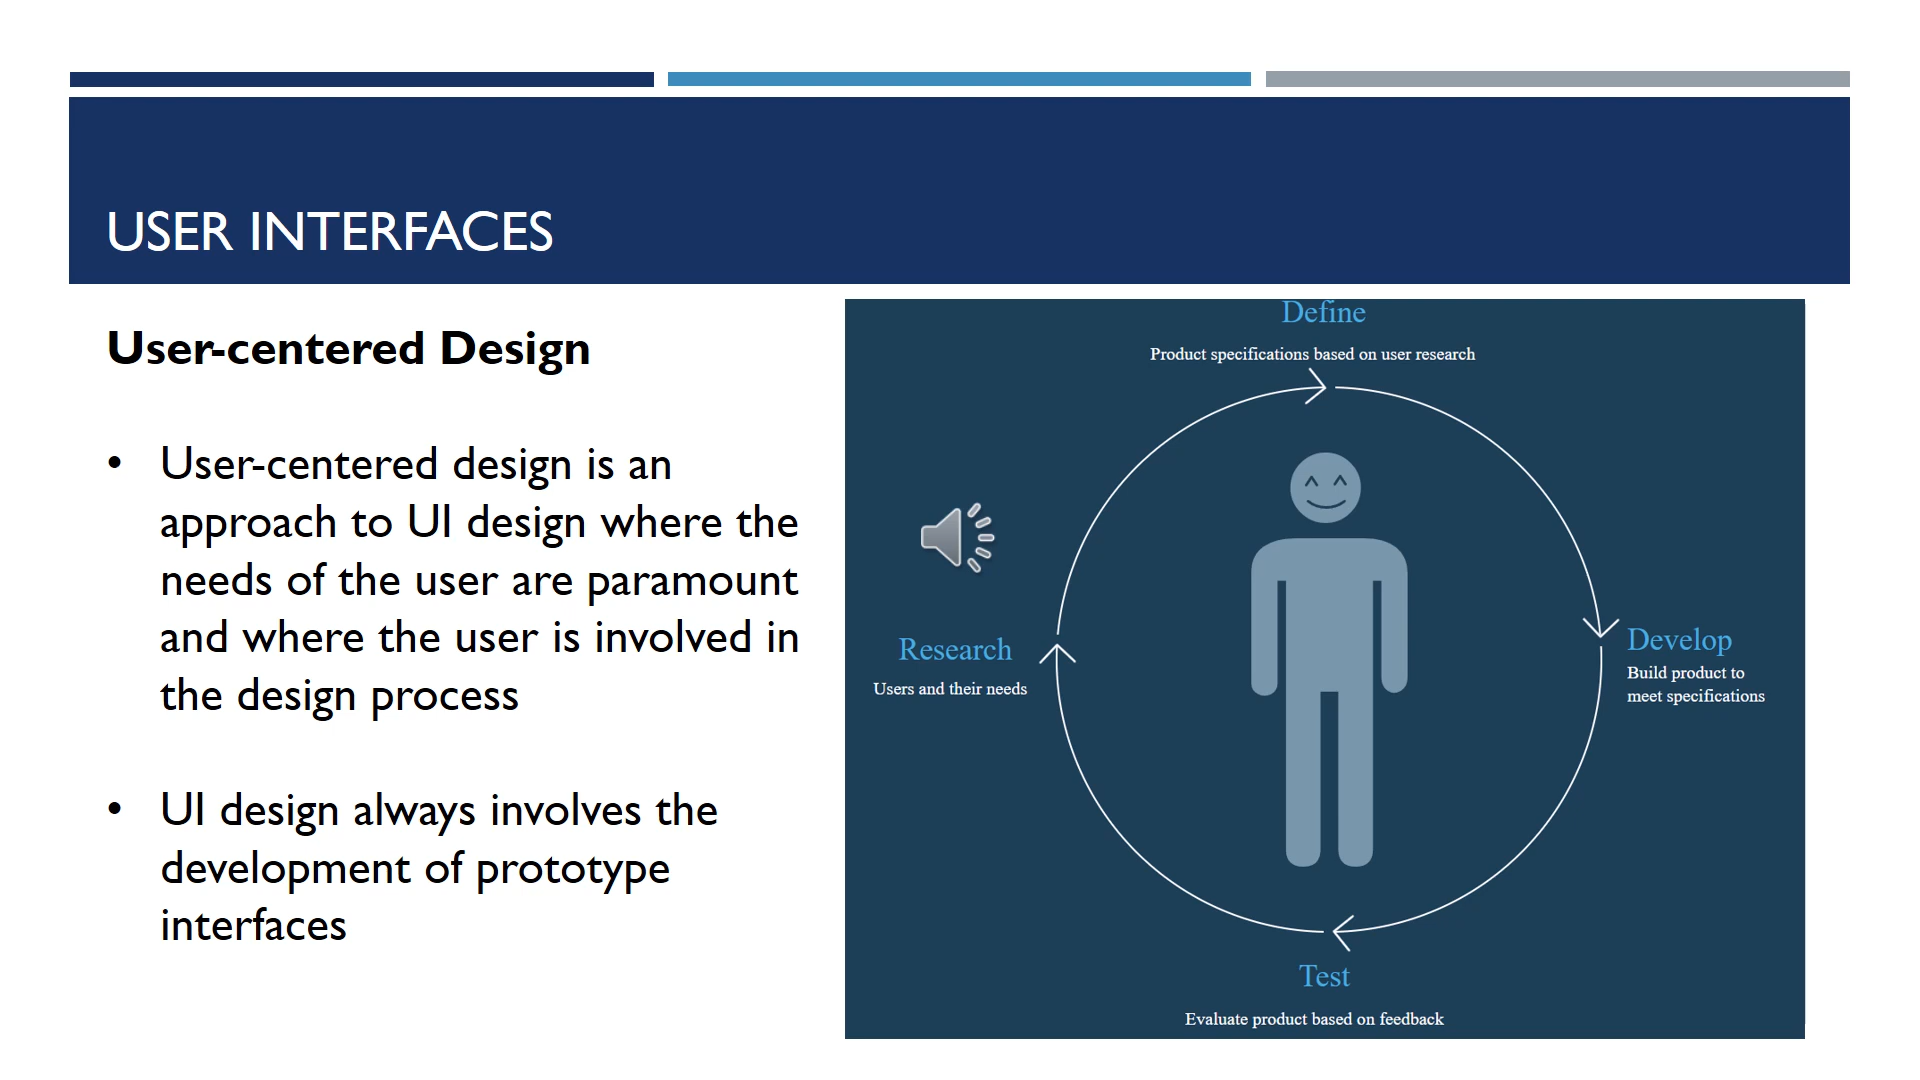 USER INTERFACES
User-centered Design
• User-centered design is an
approach to UI design where the
needs of the user are paramount
and where the user is involved in
the design process
• UI design always involves the
development of prototype
interfaces
Define
Product specifications based on user research
Develop
Build product to
meet specifications
Test
Evaluate product based on feedback
Research
Users and their needs